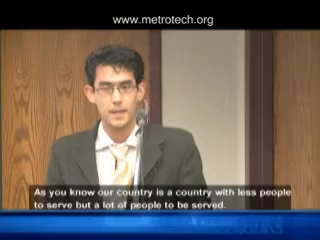 www.metrotech.org
As you know our country is a country with less people
to serve but a lot of people to be served.